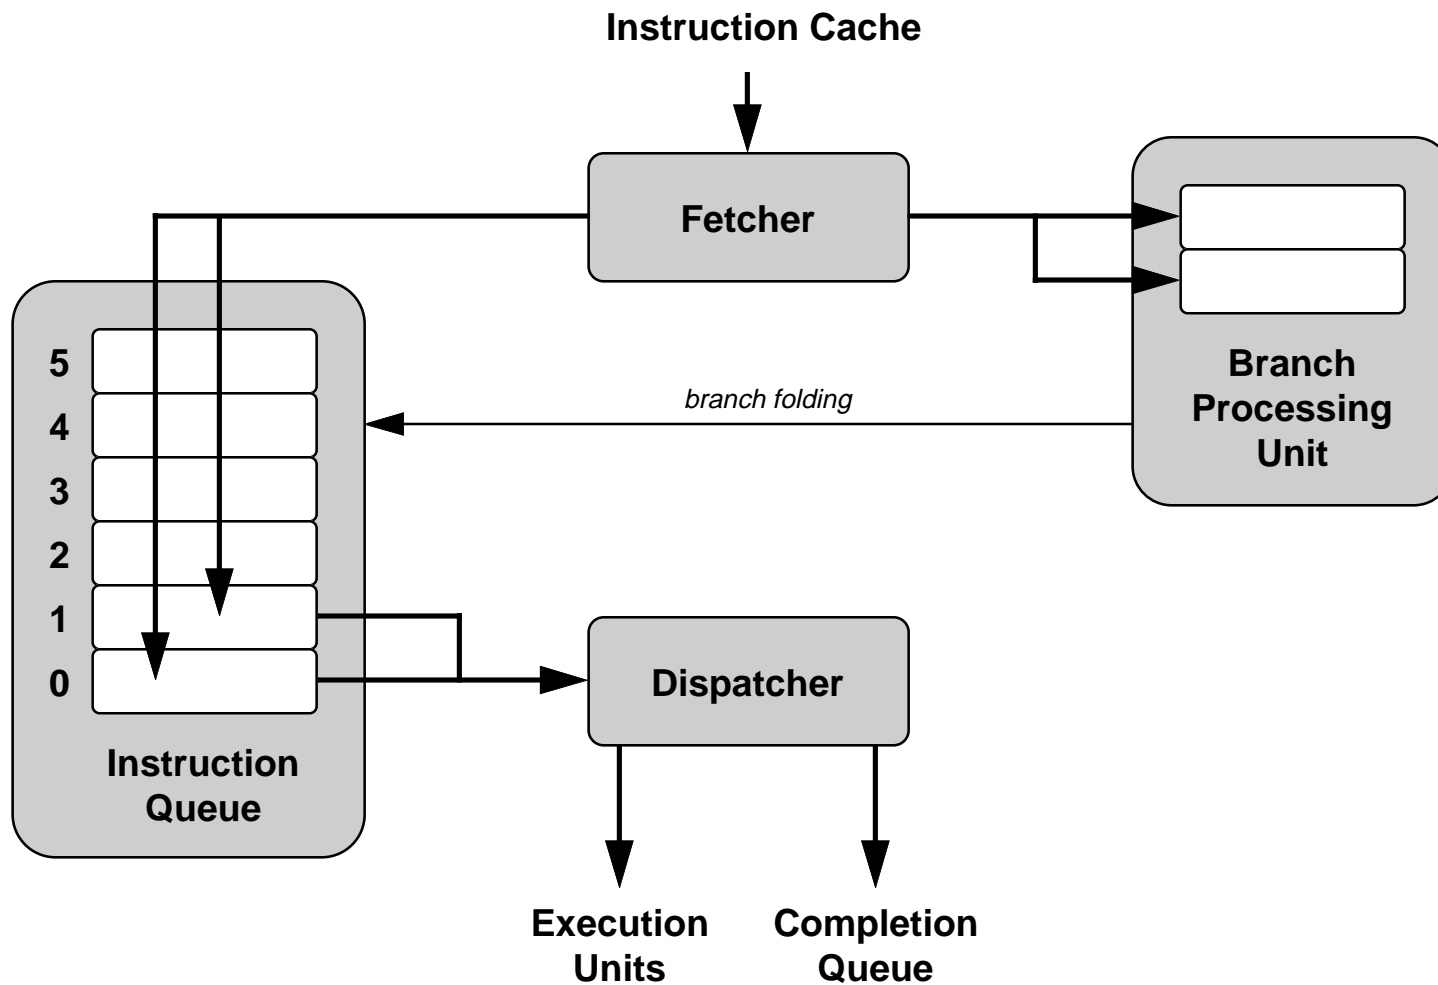 Instruction Cache
Fetcher
5
4
3
2
1
0
Instruction
Queue
branch folding
Branch
Processing
Unit
Dispatcher
Execution
Units
Completion
Queue